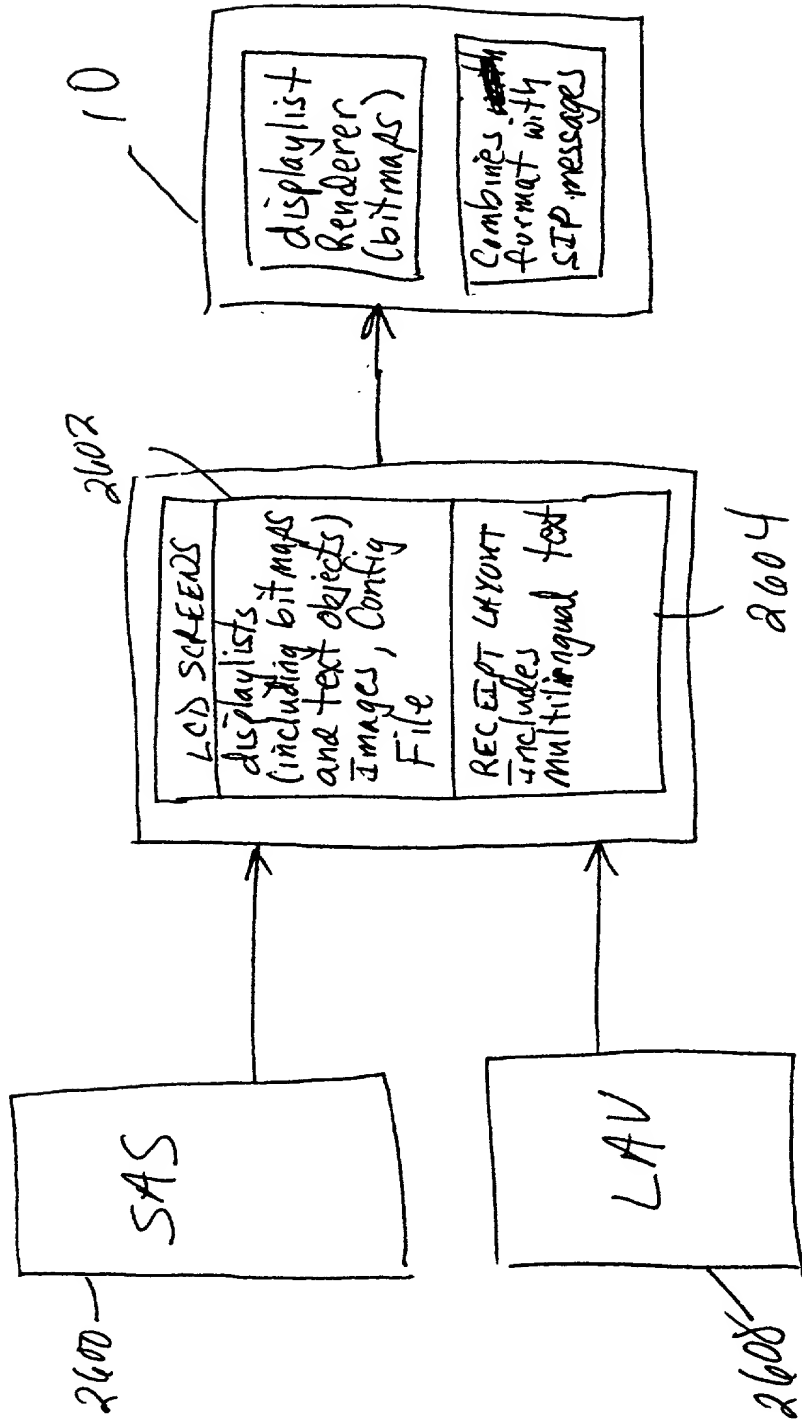 2600
SAS
2608
LAV
2602
LCD SCREENS
displaylists
(including bitmaps
and text objects)
Images, Config
File
RECEIPT LAYOUT
Includes
multilingual text
2604
10
displaylist
Renderer
(bitmaps)
Combines
format with
SIP messages